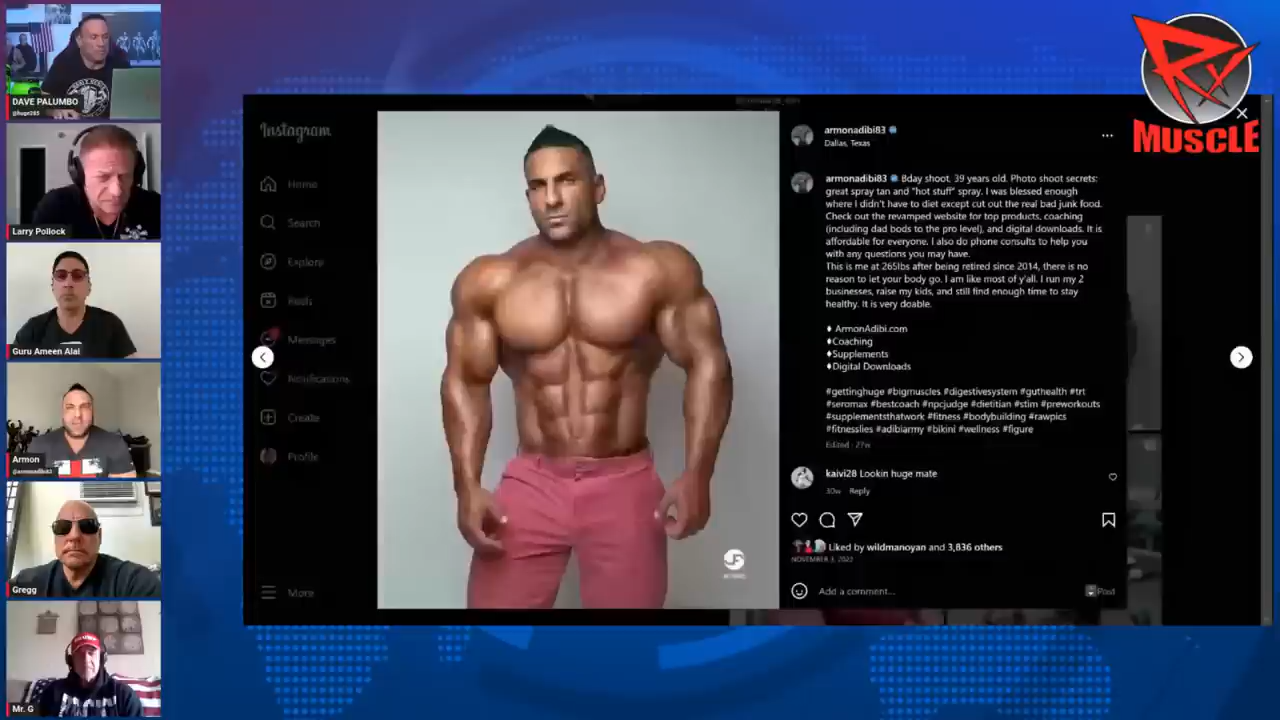 DAVE PALUMBO
@huge285
Larry Pollock
Guru Ameen Alai
Armon
@armonadibi83
Gregg
Mr. G
Instagram
Home
Search
Explore
Reels
Messages
Notifications
Create
Profile
More
armonadibi83
Dallas, Texas
armonadibi83 Bday shoot, 39 years old. Photo shoot secrets:
great spray tan and "hot stuff" spray. I was blessed enough
where I didn't have to diet except cut out the real bad junk food.
Check out the revamped website for top products, coaching
(including dad bods to the pro level), and digital downloads. It is
affordable for everyone. I also do phone consults to help you
with any questions you may have.
This is me at 265lbs after being retired since 2014, there is no
reason to let your body go. I am like most of y'all. I run my 2
businesses, raise my kids, and still find enough time to stay
healthy. It is very doable.
♦ ArmonAdibi.com
♦Coaching
♦Supplements
♦Digital Downloads
#gettinghuge #bigmuscles #digestivesystem #guthealth #trt
#seromax #bestcoach #npcjudge #dietitian #stim #preworkouts
#supplementsthatwork #fitness #bodybuilding #rawpics
#fitnesslies #adibiarmy #bikini #wellness #figure
Edited · 27w
kaivi28 Lookin huge mate
30w Reply
Liked by wildmanoyan and 3,836 others
NOVEMBER 3, 2022
Add a comment...
Post
Rx
MUSCLE